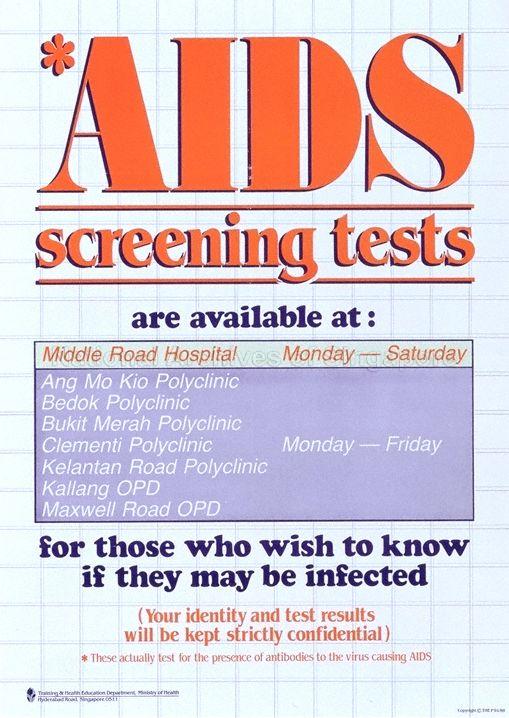 *AIDS
screening tests
are available at :
Middle Road Hospital Monday — Saturday
Ang Mo Kio Polyclinic
Bedok Polyclinic
Bukit Merah Polyclinic
Clementi Polyclinic Monday — Friday
Kelantan Road Polyclinic
Kallang OPD
Maxwell Road OPD
for those who wish to know
if they may be infected
(Your identity and test results
will be kept strictly confidential)
* These actually test for the presence of antibodies to the virus causing AIDS
Training & Health Education Department, Ministry of Health
Hyderabad Road, Singapore 0511